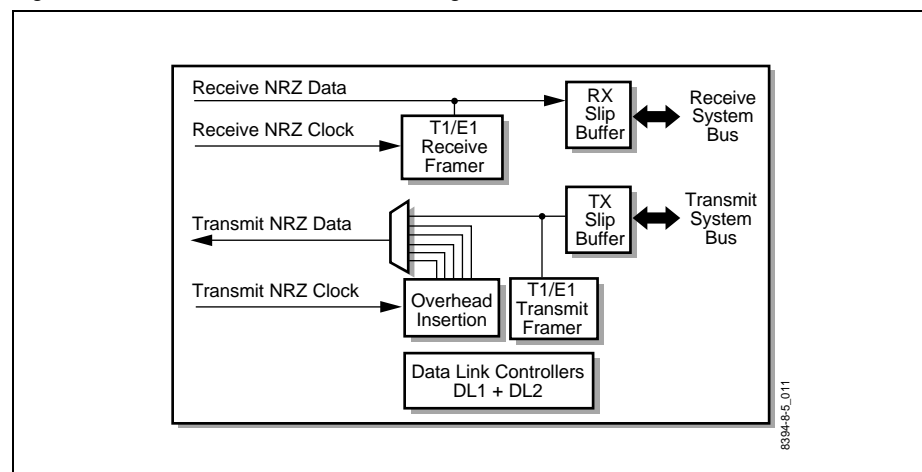 Receive NRZ Data
Receive NRZ Clock
T1/E1
Receive
Framer
RX
Slip
Buffer
Receive
System
Bus
Transmit NRZ Data
Transmit NRZ Clock
Overhead
Insertion
T1/E1
Transmit
Framer
TX
Slip
Buffer
Transmit
System
Bus
Data Link Controllers
DL1 + DL2
8394-8-5_011